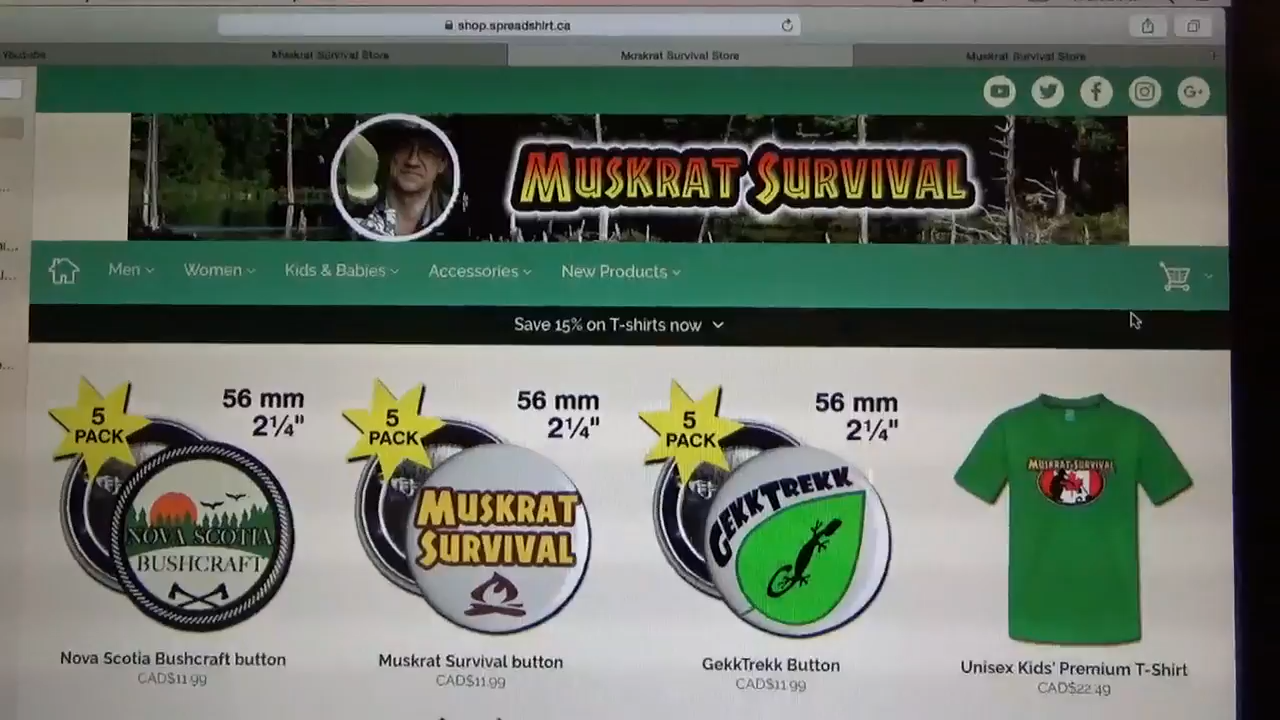 shop.spreadshirt.ca
Youtube
Muskrat Survival Store
Muskrat Survival Store
Muskrat Survival Store
G+
MUSKRAT SURVIVAL
Men
Women
Kids & Babies
Accessories
New Products
Save 15% on T-shirts now
5
PACK
56 mm
2¼"
NOVA SCOTIA
BUSHCRAFT
5
PACK
56 mm
2¼"
MUSKRAT
SURVIVAL
5
PACK
56 mm
2¼"
GEKKTREKK
MUSKRAT SURVIVAL
Nova Scotia Bushcraft button
CAD$11.99
Muskrat Survival button
CAD$11.99
GekkTrekk Button
CAD$11.99
Unisex Kids' Premium T-Shirt
CAD$22.49